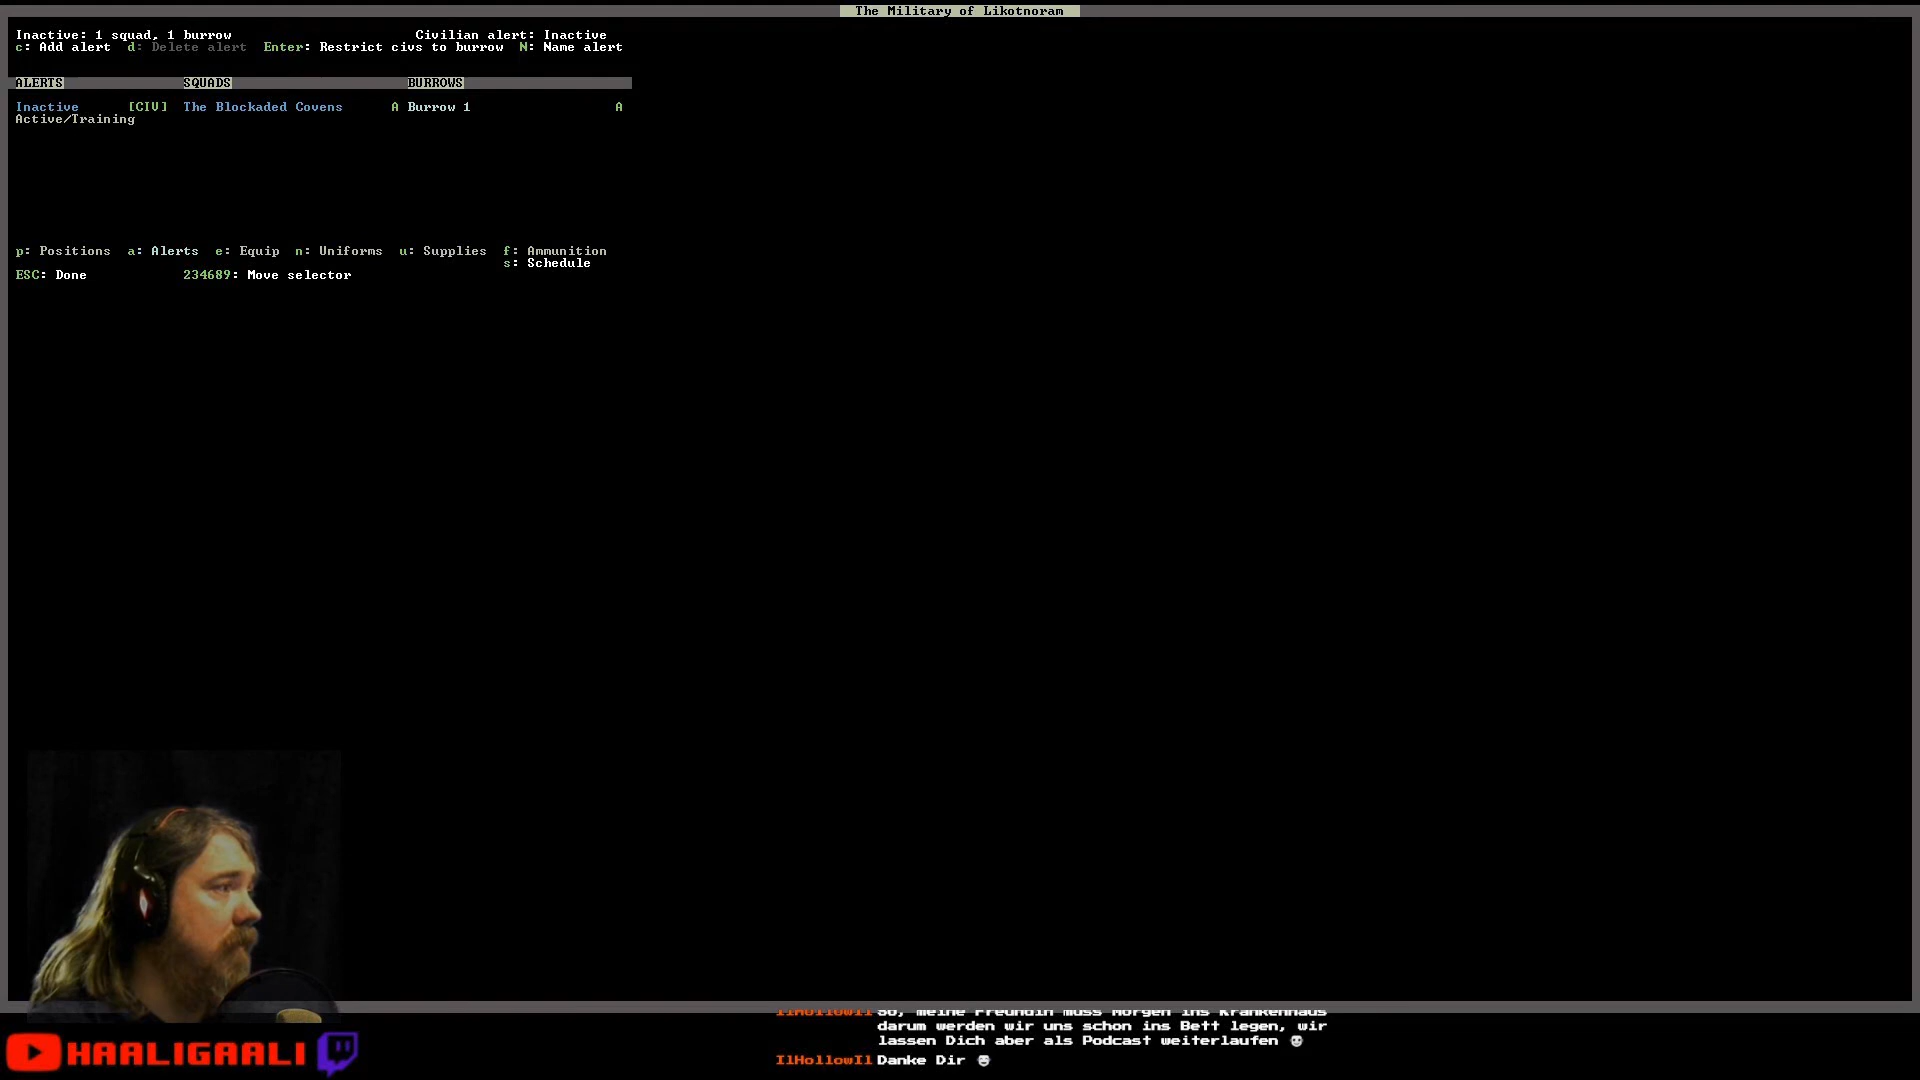 The Military of Likotnoram
Inactive: 1 squad, 1 burrow Civilian alert: Inactive
c: Add alert d: Delete alert Enter: Restrict civs to burrow N: Name alert
ALERTS SQUADS BURROWS
Inactive [CIV] The Blockaded Covens A Burrow 1 A
Active/Training
p: Positions a: Alerts e: Equip n: Uniforms u: Supplies f: Ammunition
s: Schedule
ESC: Done 234689: Move selector
IlHollowIl So, meine Freundin muss Morgen ins Krankenhaus
darum werden wir uns schon ins Bett legen, wir
lassen Dich aber als Podcast weiterlaufen
IlHollowIl Danke Dir
HAALIGAALI